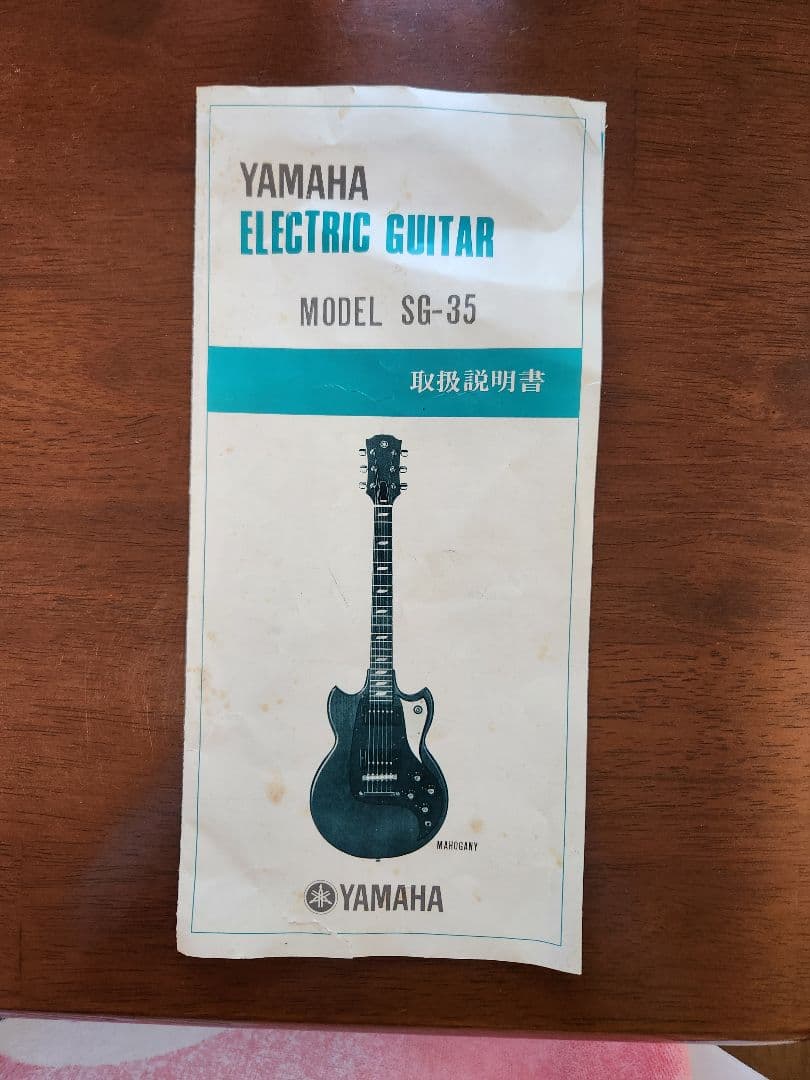 YAMAHA
ELECTRIC GUITAR
MODEL SG-35
取扱説明書
MAHOGANY
YAMAHA